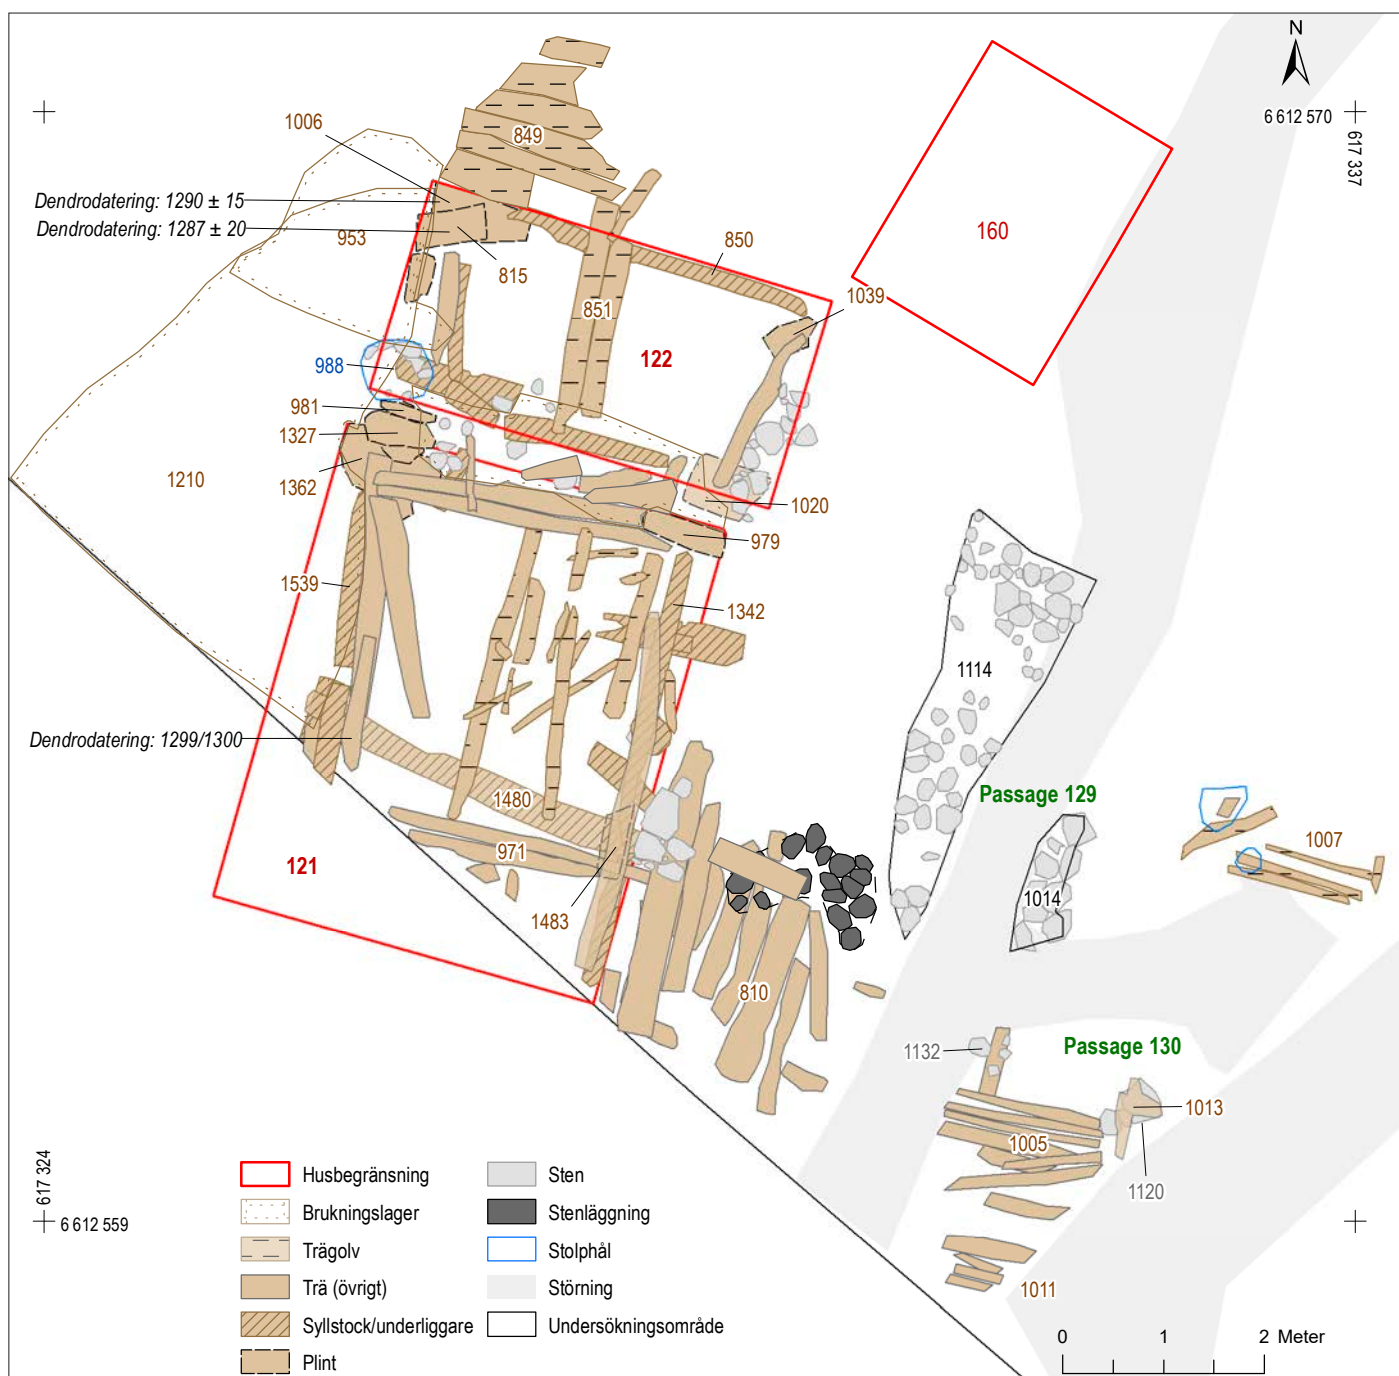 N
6 612 570
617 337
1006
849
Dendrodatering: 1290 ± 15
Dendrodatering: 1287 ± 20
953
815
850
160
851
1039
122
988
981
1327
1210
1362
1020
979
1539
1342
1114
Dendrodatering: 1299/1300
Passage 129
1480
1007
971
121
1014
1483
810
Passage 130
1132
1013
1005
1120
1011
617 324
6 612 559
Husbegränsning
Brukningslager
Trägolv
Trä (övrigt)
Syllstock/underliggare
Plint
Sten
Stenläggning
Stolphål
Störning
Undersökningsområde
0 1 2 Meter